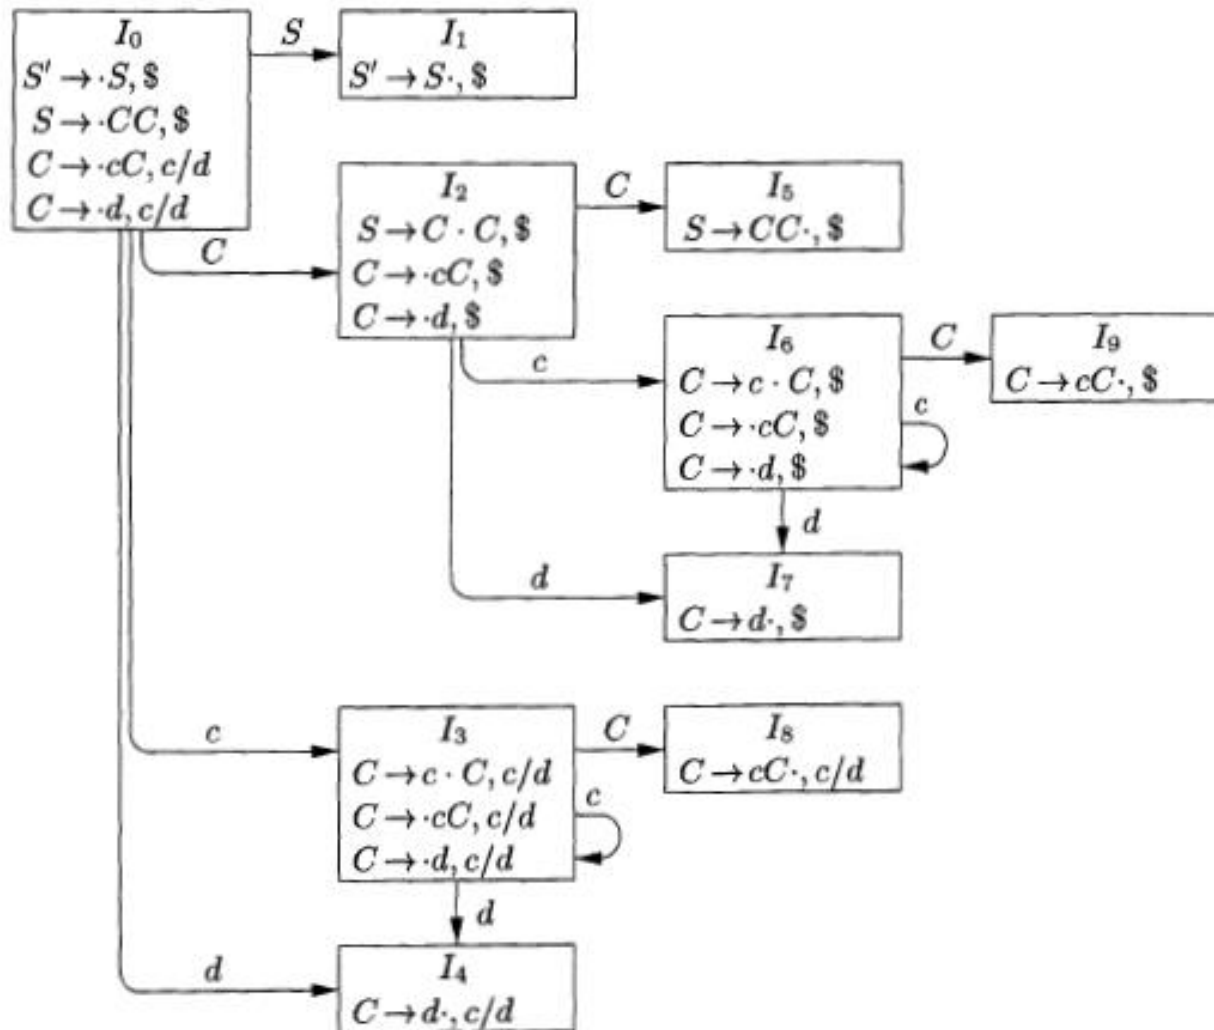 I₀
S' → ·S, $
S → ·CC, $
C → ·cC, c/d
C → ·d, c/d
S
I₁
S' → S·, $
C
I₂
S → C · C, $
C → ·cC, $
C → ·d, $
C
I₅
S → CC·, $
c
I₆
C → c · C, $
C → ·cC, $
C → ·d, $
C
I₉
C → cC·, $
c
d
d
I₇
C → d·, $
c
I₃
C → c · C, c/d
C → ·cC, c/d
C → ·d, c/d
C
I₈
C → cC·, c/d
c
d
d
I₄
C → d·, c/d